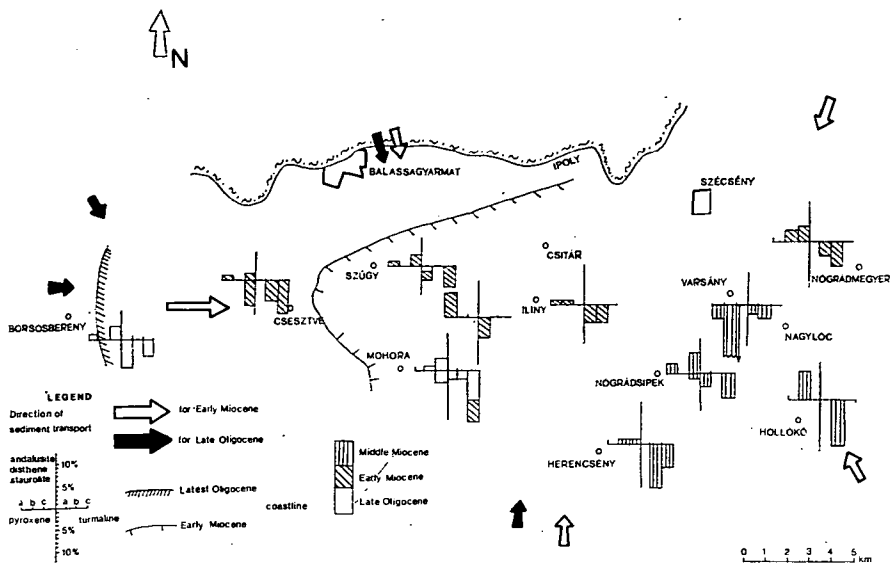 N
BALASSAGYARMAT
IPOLY
SZÉCSÉNY
SZÜGY
CSITÁR
NÓGRÁDMEGYER
VARSÁNY
ILINY
CSESZTVE
BORSOSBERÉNY
NAGYLÓC
MOHORA
NÓGRÁDSIPEK
HOLLÓKŐ
HERENCSÉNY
LEGEND
Direction of
sediment transport
for Early Miocene
for Late Oligocene
andalusite
disthene
staurolite
10%
5%
a b c a b c
pyroxene turmaline
5%
10%
Latest Oligocene
Early Miocene
coastline
Middle Miocene
Early Miocene
Late Oligocene
0 1 2 3 4 5
km